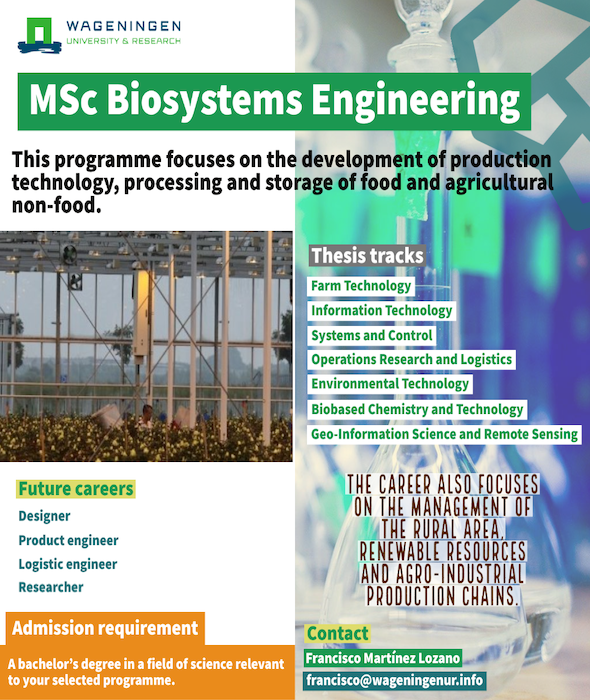 WAGENINGEN
UNIVERSITY & RESEARCH
MSc Biosystems Engineering
This programme focuses on the development of production
technology, processing and storage of food and agricultural
non-food.
Thesis tracks
Farm Technology
Information Technology
Systems and Control
Operations Research and Logistics
Environmental Technology
Biobased Chemistry and Technology
Geo-Information Science and Remote Sensing
Future careers
Designer
Product engineer
Logistic engineer
Researcher
THE CAREER ALSO FOCUSES
ON THE MANAGEMENT OF
THE RURAL AREA,
RENEWABLE RESOURCES
AND AGRO-INDUSTRIAL
PRODUCTION CHAINS.
Admission requirement
A bachelor's degree in a field of science relevant
to your selected programme.
Contact
Francisco Martínez Lozano
francisco@wageningenur.info